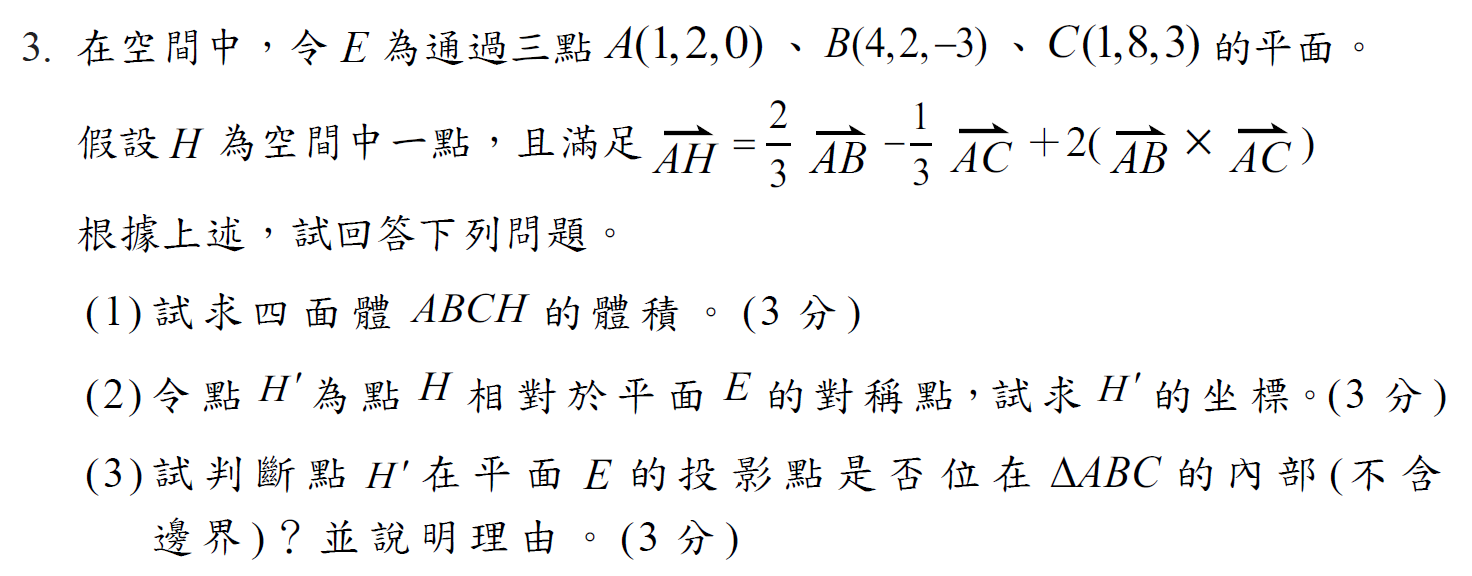 3. 在空間中，令 E 為通過三點 A(1,2,0)、B(4,2,–3)、C(1,8,3) 的平面。
假設 H 為空間中一點，且滿足 $\overrightarrow{AH}=\frac{2}{3}\overrightarrow{AB}-\frac{1}{3}\overrightarrow{AC}+2(\overrightarrow{AB}\times\overrightarrow{AC})$
根據上述，試回答下列問題。
(1)試求四面體 ABCH 的體積。(3 分)
(2)令點 H′ 為點 H 相對於平面 E 的對稱點，試求 H′ 的坐標。(3 分)
(3)試判斷點 H′ 在平面 E 的投影點是否位在 ΔABC 的內部(不含
邊界)？並說明理由。(3 分)